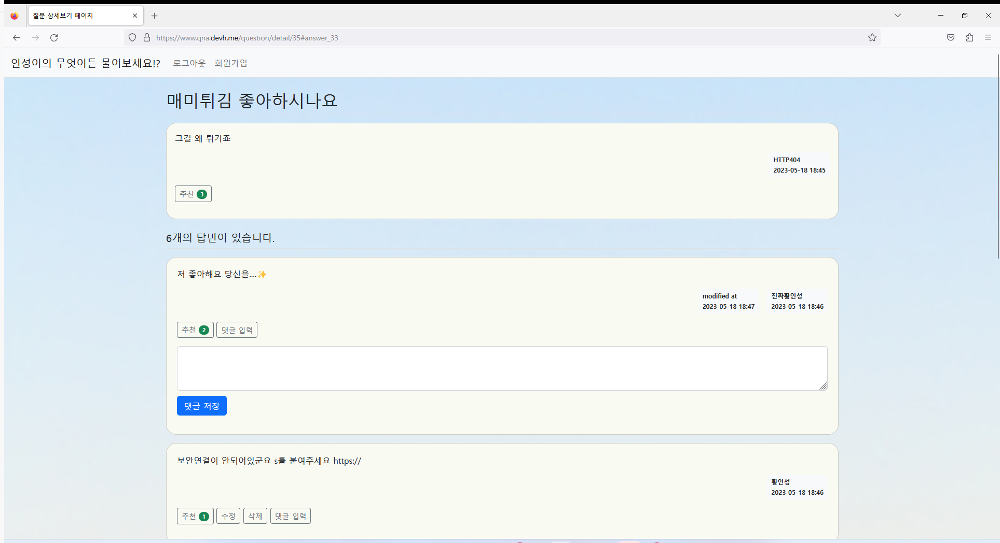 질문 상세보기 페이지
https://www.qna.devh.me/question/detail/35#answer_33
인성이의 무엇이든 물어보세요!? 로그아웃 회원가입
매미튀김 좋아하시나요
그걸 왜 튀기죠
HTTP404
2023-05-18 18:45
추천 3
6개의 답변이 있습니다.
저 좋아해요 당신을....✨
modified at
2023-05-18 18:47
진짜황인성
2023-05-18 18:46
추천 2 댓글 입력
댓글 저장
보안연결이 안되어있군요 s를 붙여주세요 https://
황인성
2023-05-18 18:46
추천 1 수정 삭제 댓글 입력